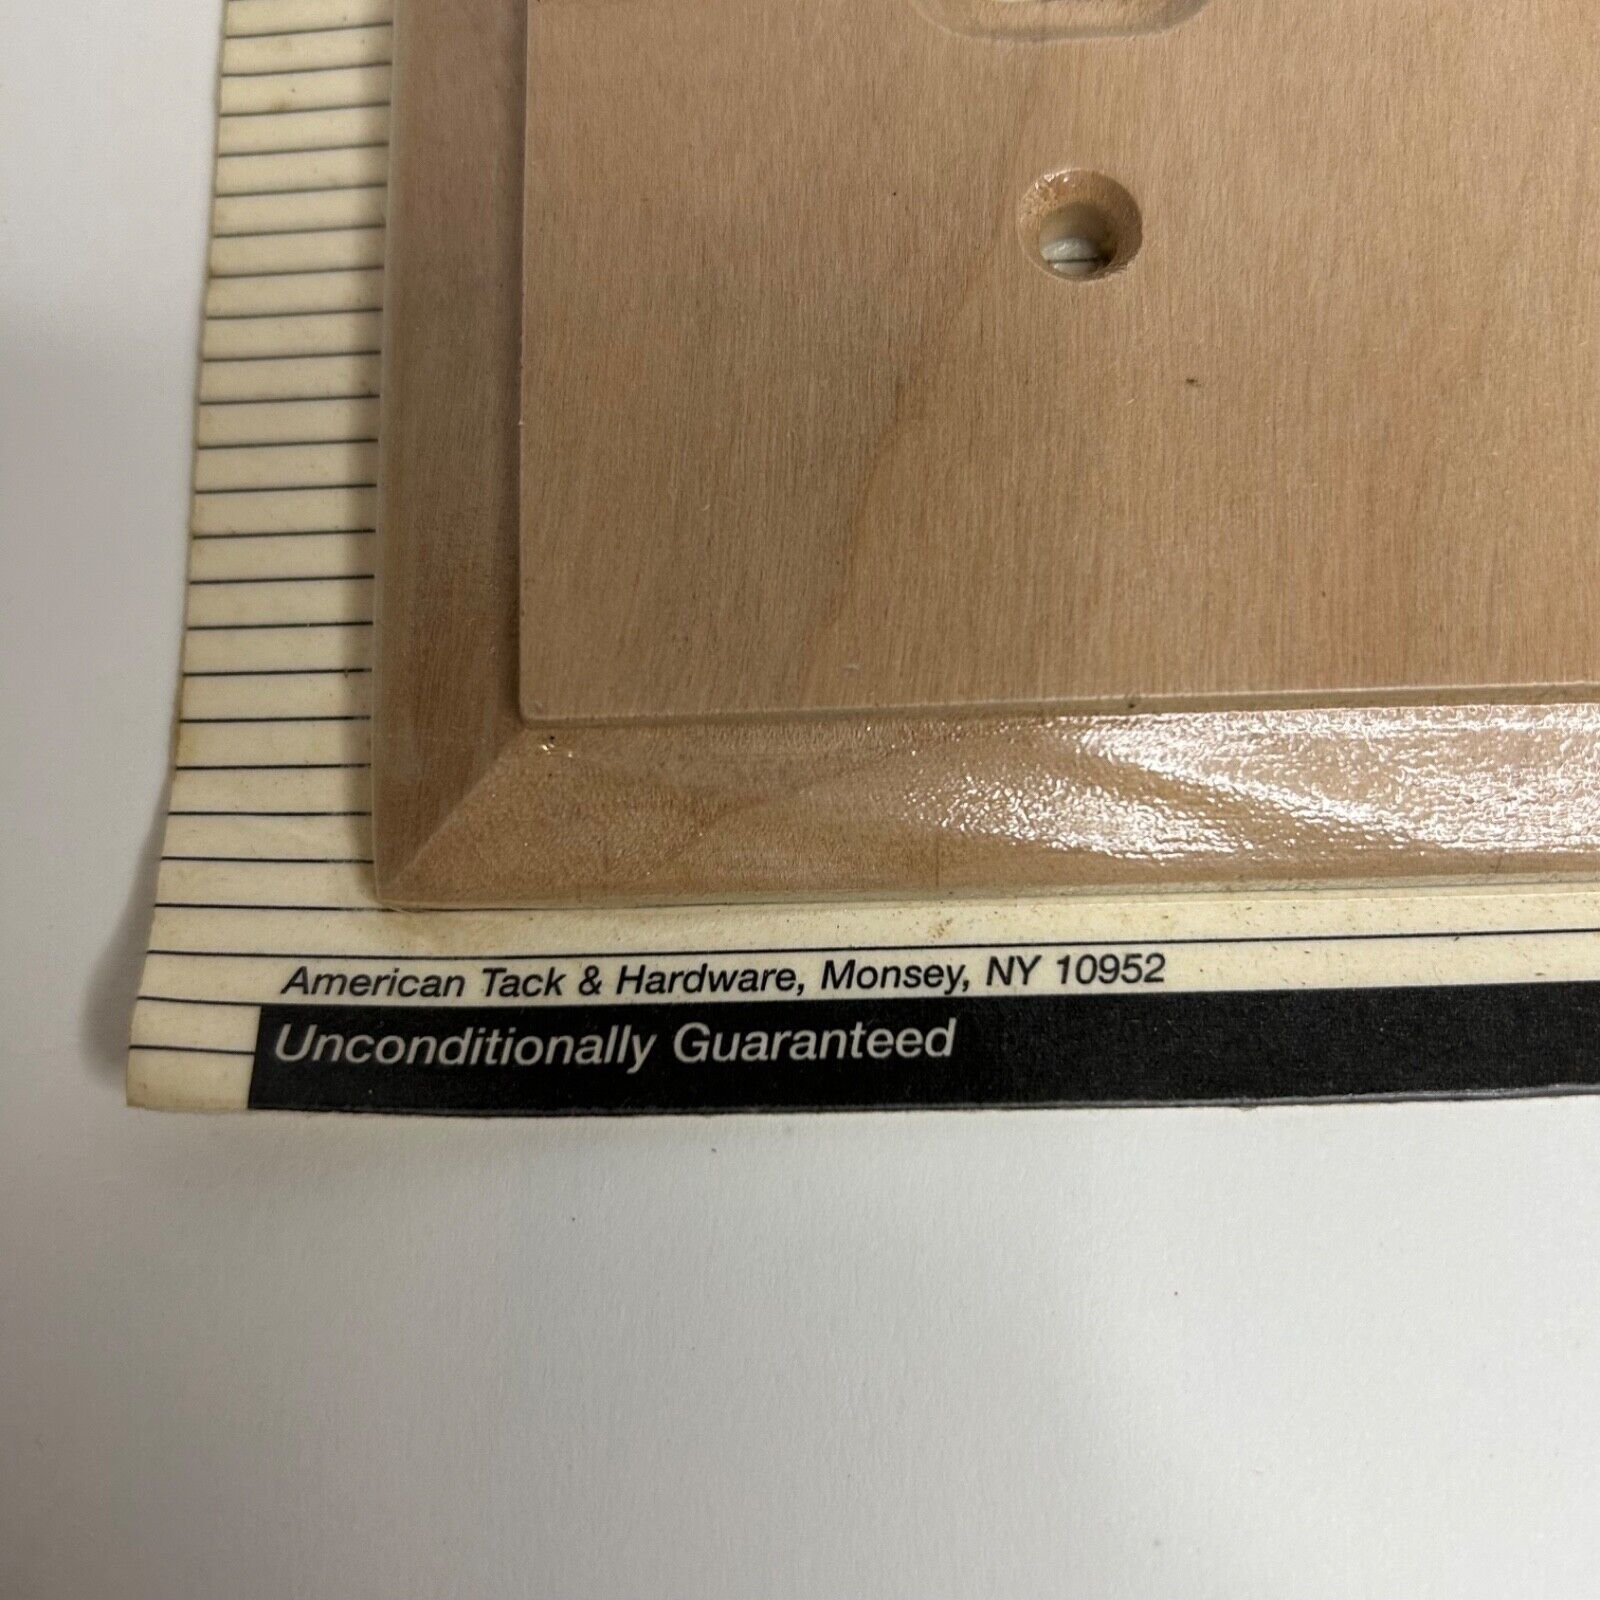 American Tack & Hardware, Monsey, NY 10952
Unconditionally Guaranteed